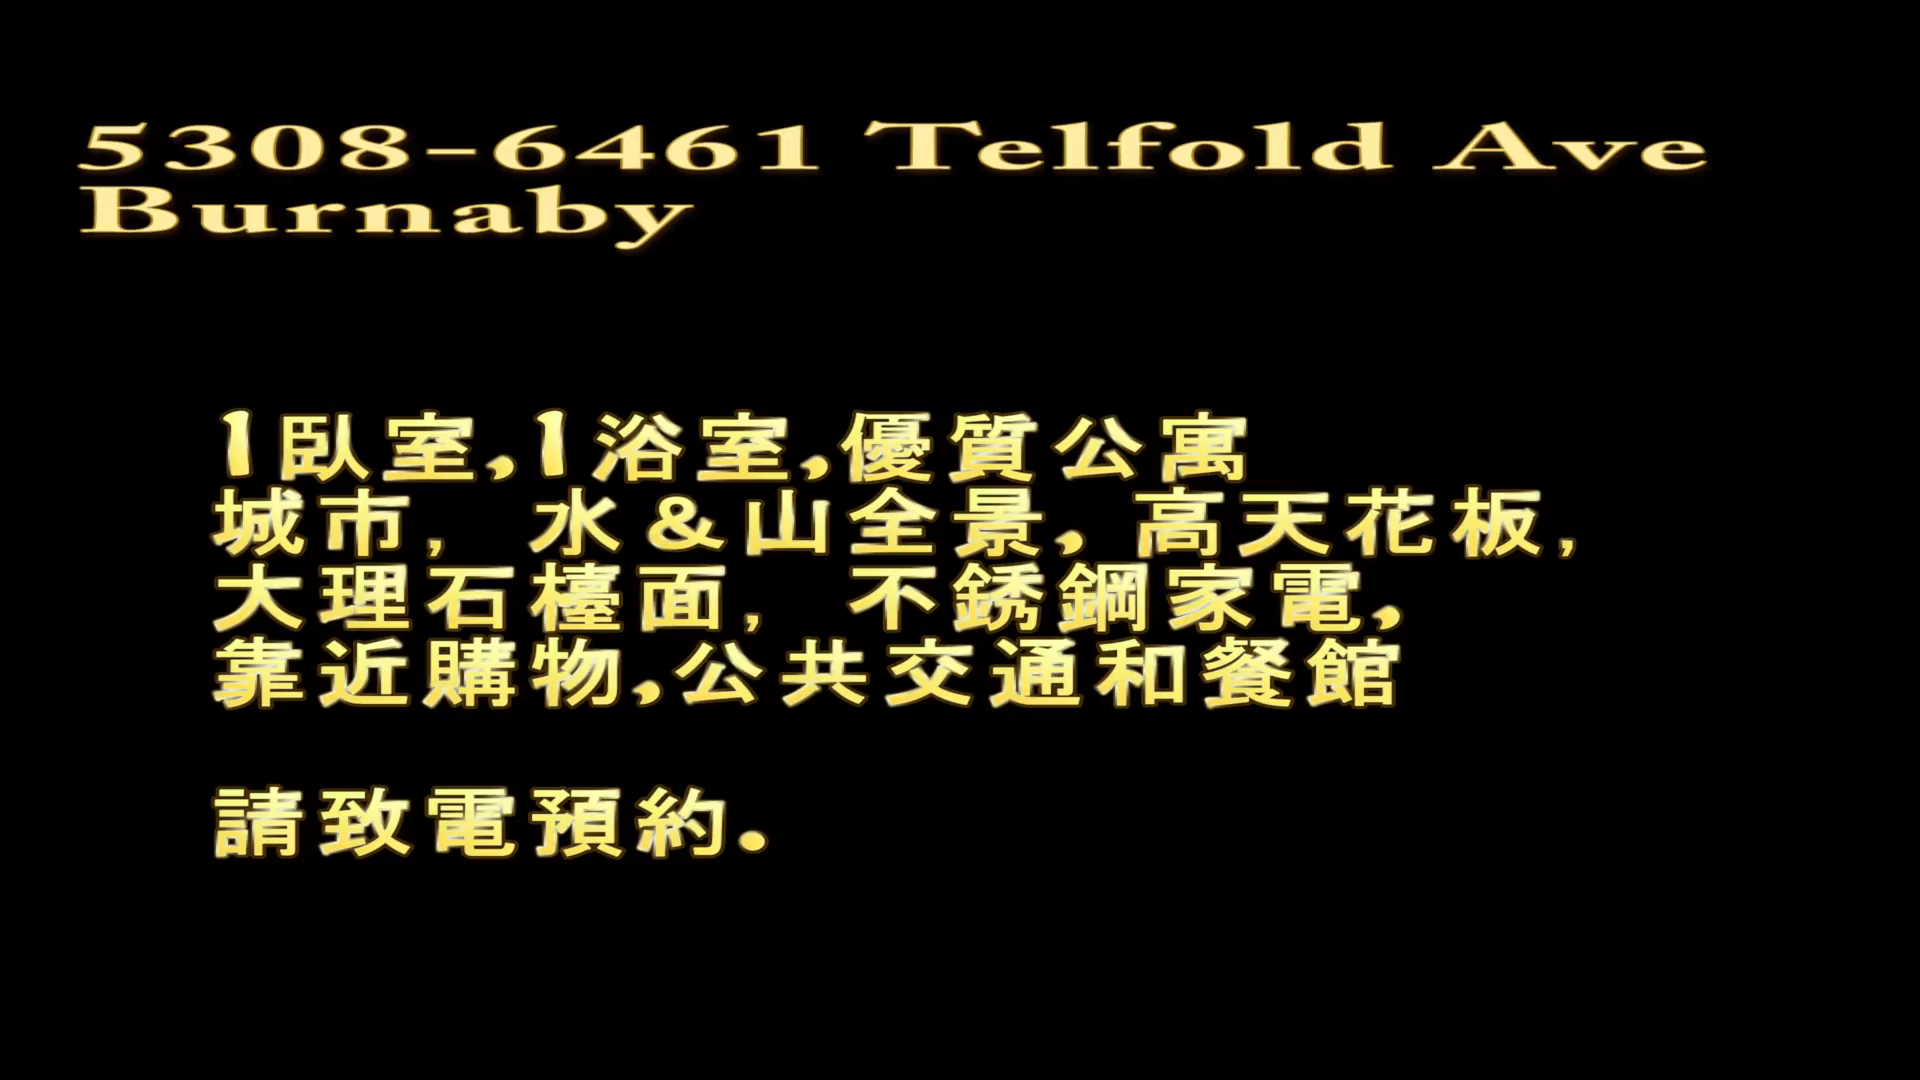 5308-6461 Telfold Ave
Burnaby
1臥室,1浴室,優質公寓
城市, 水&山全景, 高天花板,
大理石檯面, 不銹鋼家電,
靠近購物,公共交通和餐館
請致電預約.